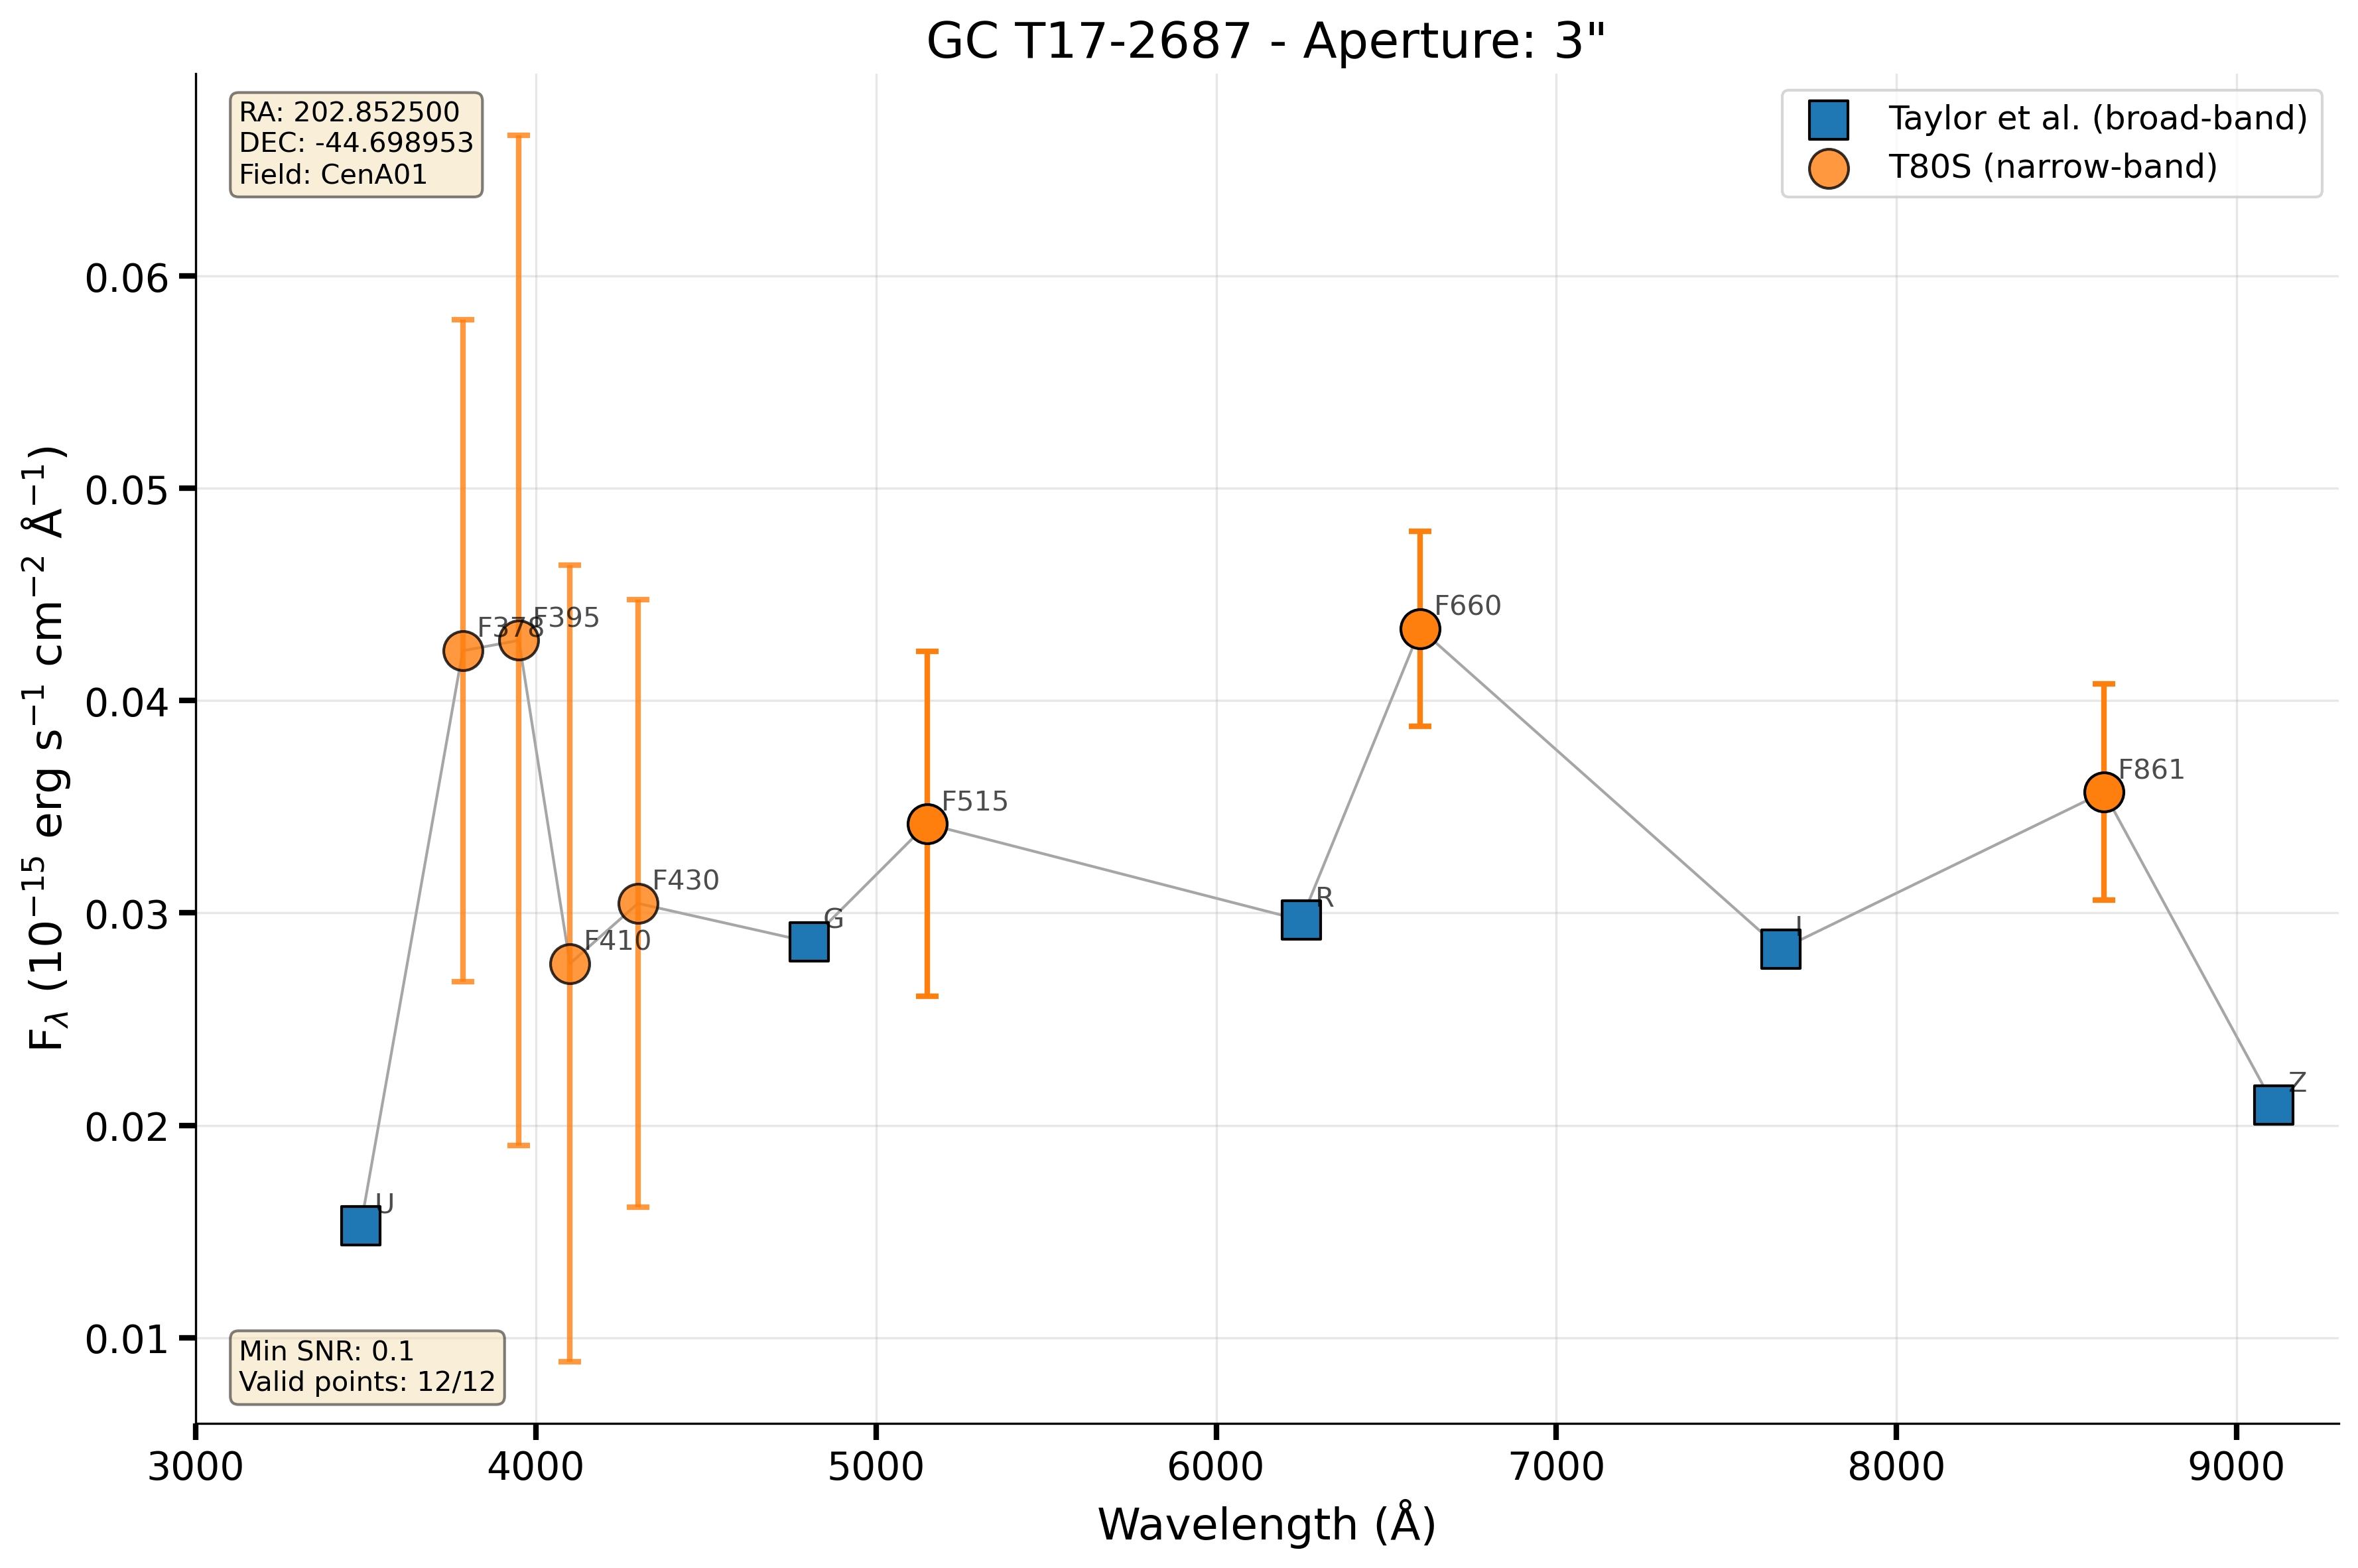 GC T17-2687 - Aperture: 3"
RA: 202.852500
DEC: -44.698953
Field: CenA01
Taylor et al. (broad-band)
T80S (narrow-band)
F378
F395
F410
F430
F515
F660
F861
U
G
R
I
Z
Min SNR: 0.1
Valid points: 12/12
0.06
0.05
0.04
0.03
0.02
0.01
F_λ (10⁻¹⁵ erg s⁻¹ cm⁻² Å⁻¹)
3000 4000 5000 6000 7000 8000 9000
Wavelength (Å)